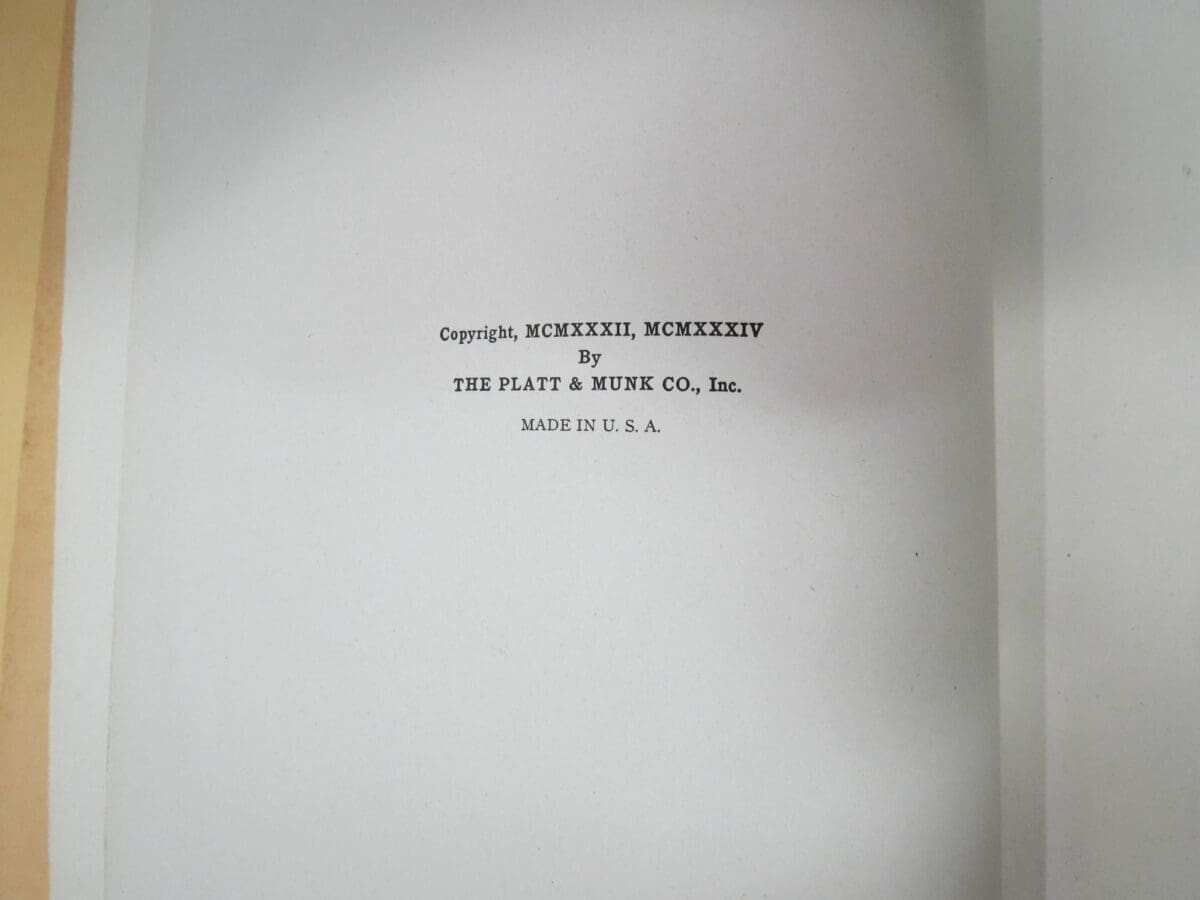 Copyright, MCMXXXII, MCMXXXIV
By
THE PLATT & MUNK CO., Inc.
MADE IN U. S. A.